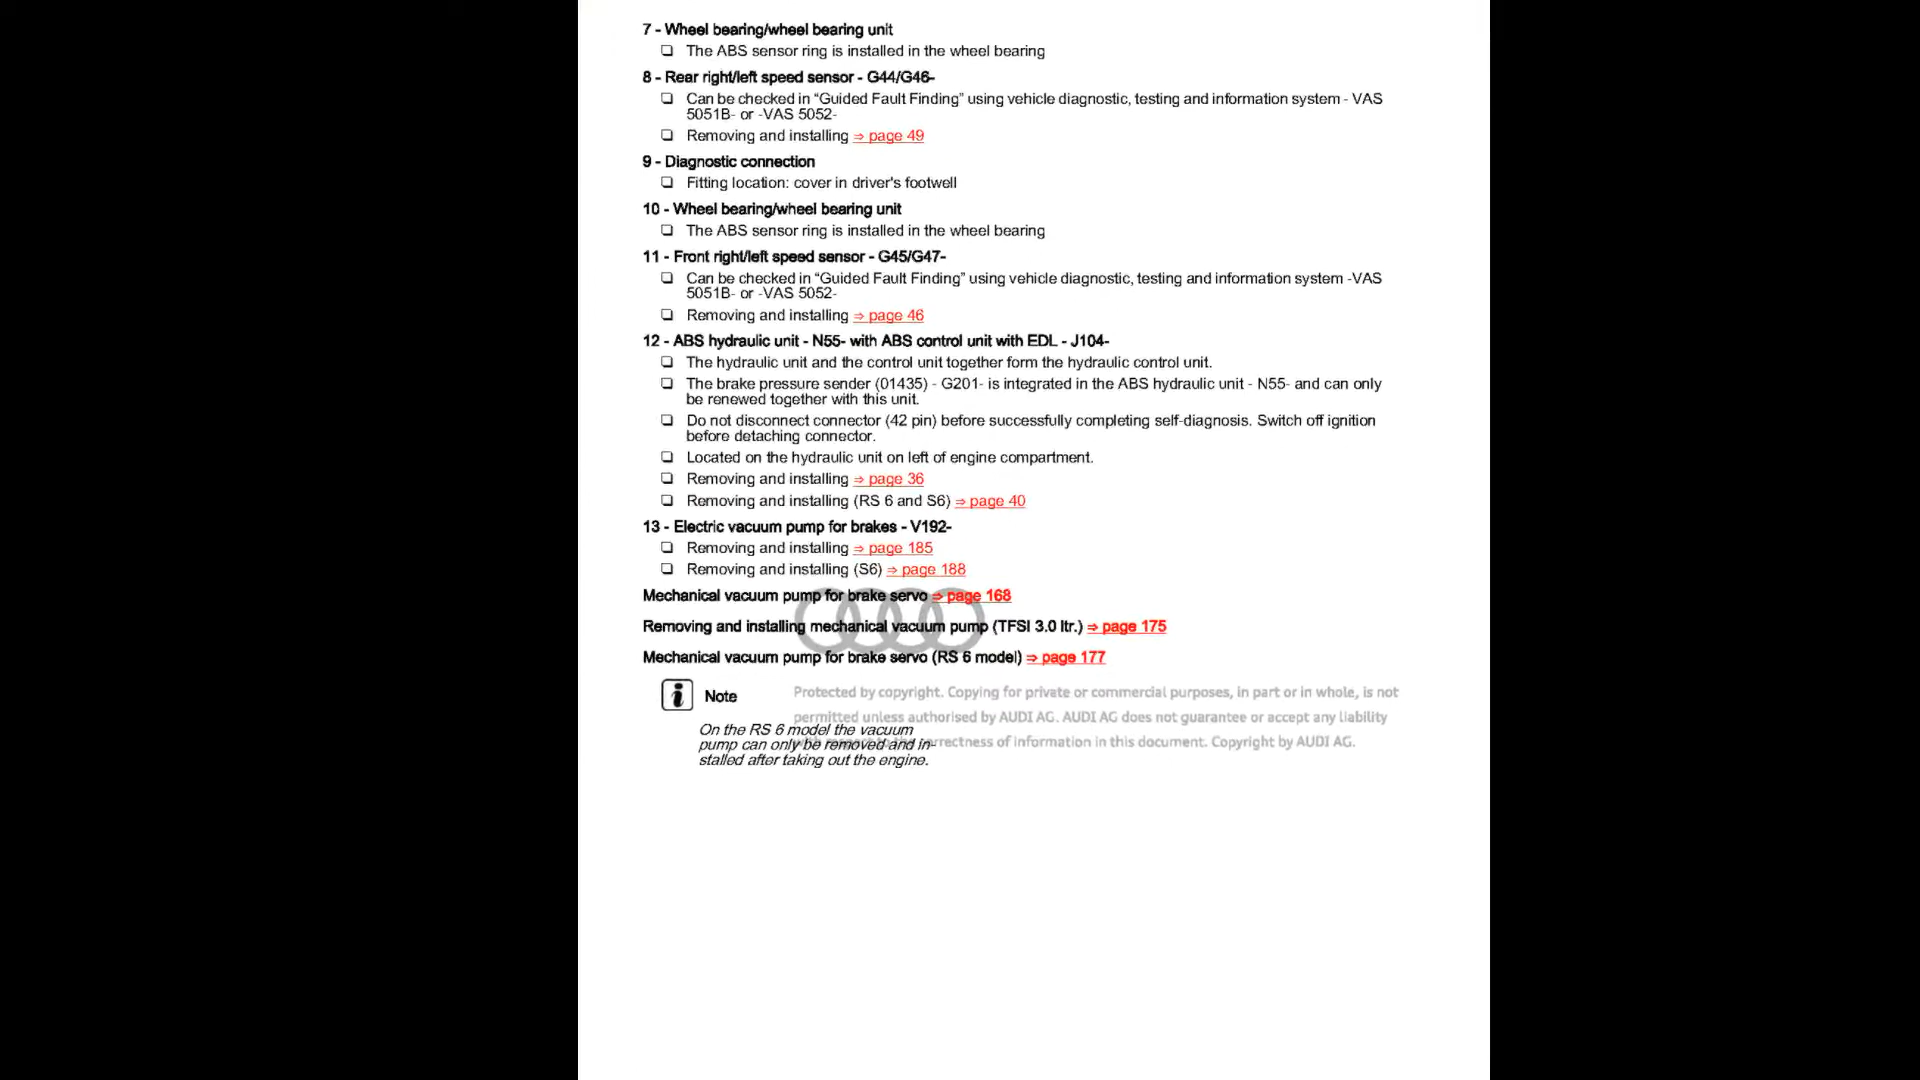 7 - Wheel bearing/wheel bearing unit
❑ The ABS sensor ring is installed in the wheel bearing
8 - Rear right/left speed sensor - G44/G46-
❑ Can be checked in “Guided Fault Finding” using vehicle diagnostic, testing and information system - VAS
5051B- or -VAS 5052-
❑ Removing and installing ⇒ page 49
9 - Diagnostic connection
❑ Fitting location: cover in driver's footwell
10 - Wheel bearing/wheel bearing unit
❑ The ABS sensor ring is installed in the wheel bearing
11 - Front right/left speed sensor - G45/G47-
❑ Can be checked in “Guided Fault Finding” using vehicle diagnostic, testing and information system -VAS
5051B- or -VAS 5052-
❑ Removing and installing ⇒ page 46
12 - ABS hydraulic unit - N55- with ABS control unit with EDL - J104-
❑ The hydraulic unit and the control unit together form the hydraulic control unit.
❑ The brake pressure sender (01435) - G201- is integrated in the ABS hydraulic unit - N55- and can only
be renewed together with this unit.
❑ Do not disconnect connector (42 pin) before successfully completing self-diagnosis. Switch off ignition
before detaching connector.
❑ Located on the hydraulic unit on left of engine compartment.
❑ Removing and installing ⇒ page 36
❑ Removing and installing (RS 6 and S6) ⇒ page 40
13 - Electric vacuum pump for brakes - V192-
❑ Removing and installing ⇒ page 185
❑ Removing and installing (S6) ⇒ page 188
Mechanical vacuum pump for brake servo ⇒ page 168
Removing and installing mechanical vacuum pump (TFSI 3.0 ltr.) ⇒ page 175
Mechanical vacuum pump for brake servo (RS 6 model) ⇒ page 177
Note
On the RS 6 model the vacuum
pump can only be removed and in-
stalled after taking out the engine.
Protected by copyright. Copying for private or commercial purposes, in part or in whole, is not
permitted unless authorised by AUDI AG. AUDI AG does not guarantee or accept any liability
with respect to the correctness of information in this document. Copyright by AUDI AG.